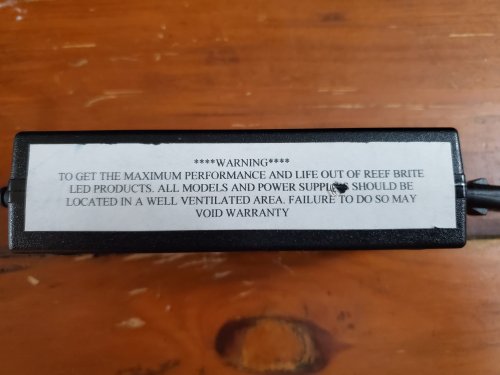 ****WARNING****
TO GET THE MAXIMUM PERFORMANCE AND LIFE OUT OF REEF BRITE
LED PRODUCTS. ALL MODELS AND POWER SUPPLIES SHOULD BE
LOCATED IN A WELL VENTILATED AREA. FAILURE TO DO SO MAY
VOID WARRANTY